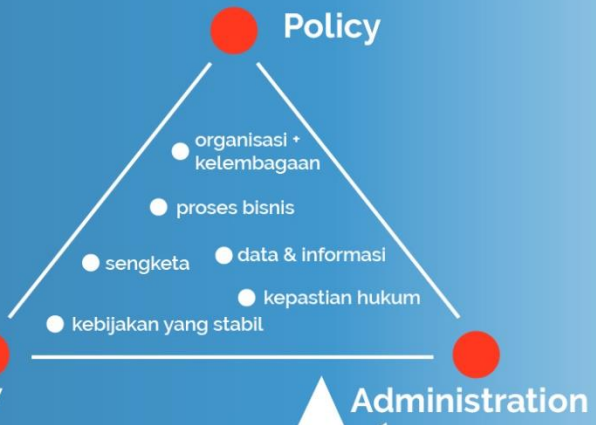 Policy
organisasi +
kelembagaan
proses bisnis
data & informasi
sengketa
kepastian hukum
kebijakan yang stabil
Administration